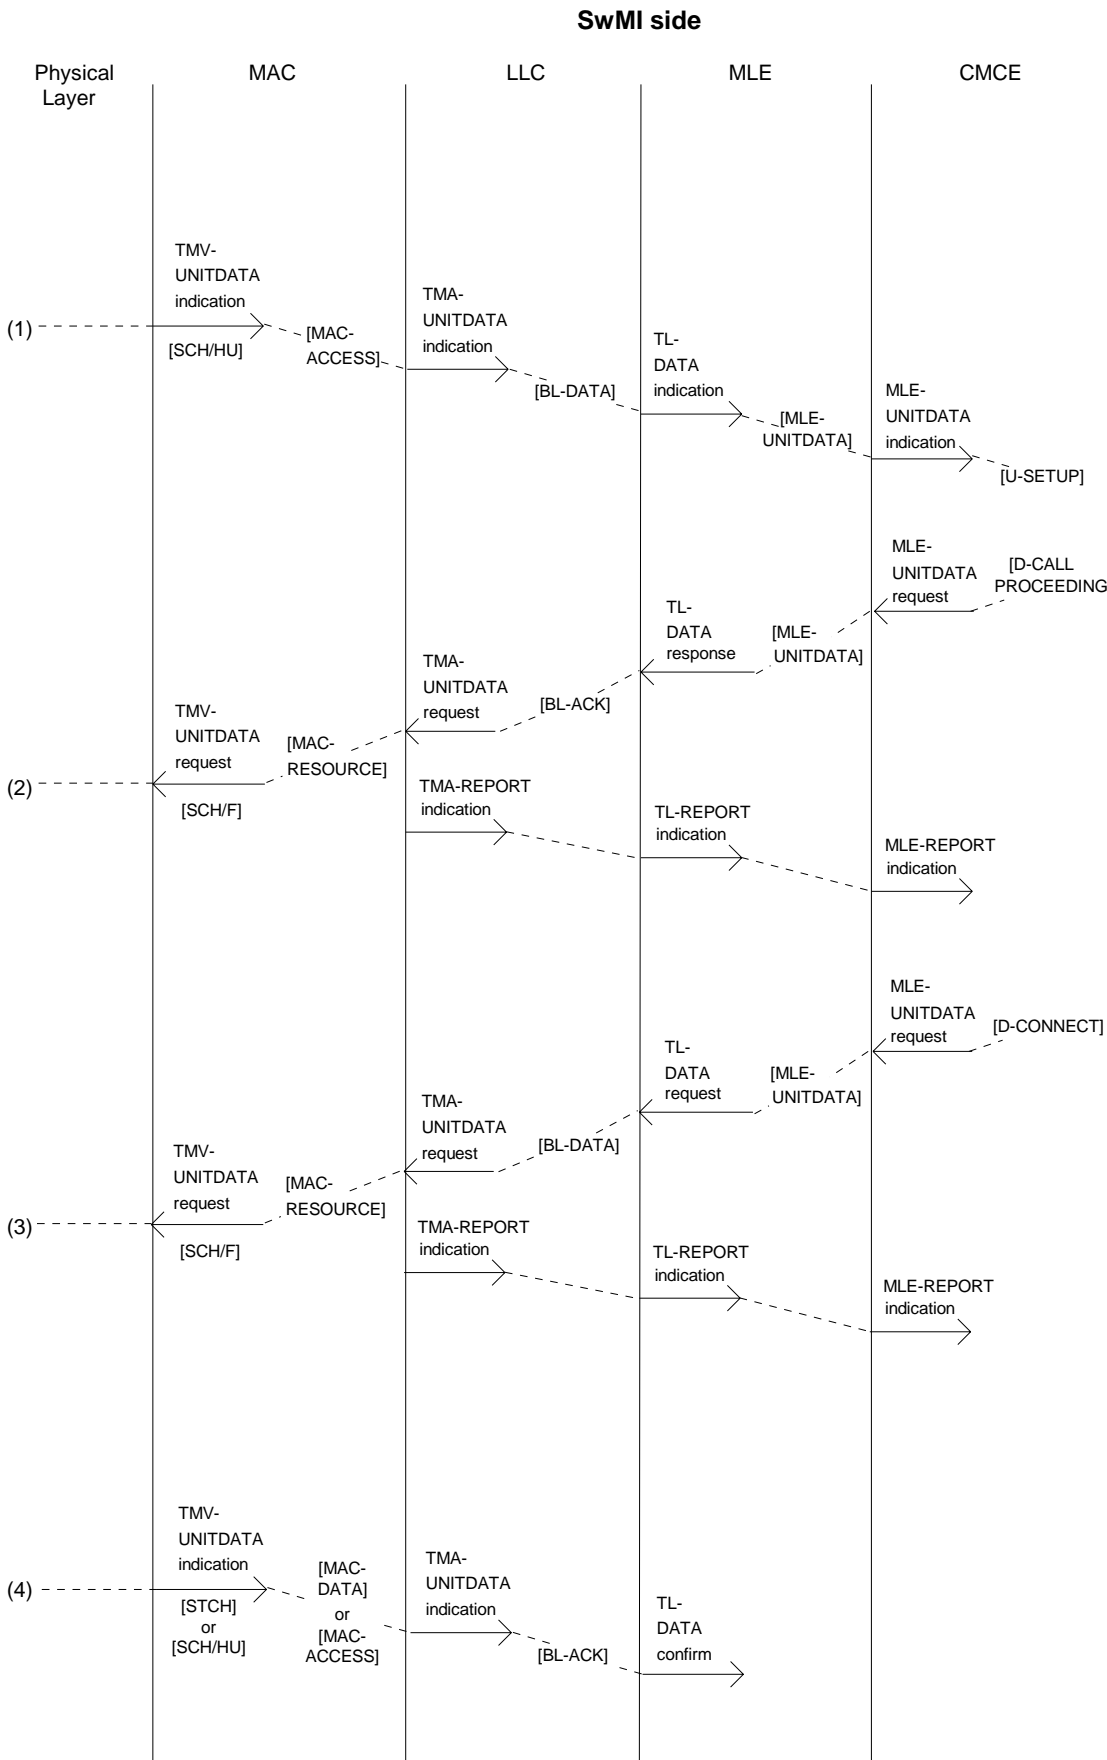 SwMI side
Physical
Layer
MAC
LLC
MLE
CMCE
(1)
TMV-
UNITDATA
indication
[SCH/HU]
[MAC-
ACCESS]
TMA-
UNITDATA
indication
[BL-DATA]
TL-
DATA
indication
[MLE-
UNITDATA]
MLE-
UNITDATA
indication
[U-SETUP]
MLE-
UNITDATA
request
[D-CALL
PROCEEDING
TL-
DATA
response
[MLE-
UNITDATA]
TMA-
UNITDATA
request
[BL-ACK]
TMV-
UNITDATA
request
[MAC-
RESOURCE]
(2)
[SCH/F]
TMA-REPORT
indication
TL-REPORT
indication
MLE-REPORT
indication
MLE-
UNITDATA
request
[D-CONNECT]
TL-
DATA
request
[MLE-
UNITDATA]
TMA-
UNITDATA
request
[BL-DATA]
TMV-
UNITDATA
request
[MAC-
RESOURCE]
(3)
[SCH/F]
TMA-REPORT
indication
TL-REPORT
indication
MLE-REPORT
indication
(4)
TMV-
UNITDATA
indication
[STCH]
or
[SCH/HU]
[MAC-
DATA]
or
[MAC-
ACCESS]
TMA-
UNITDATA
indication
[BL-ACK]
TL-
DATA
confirm